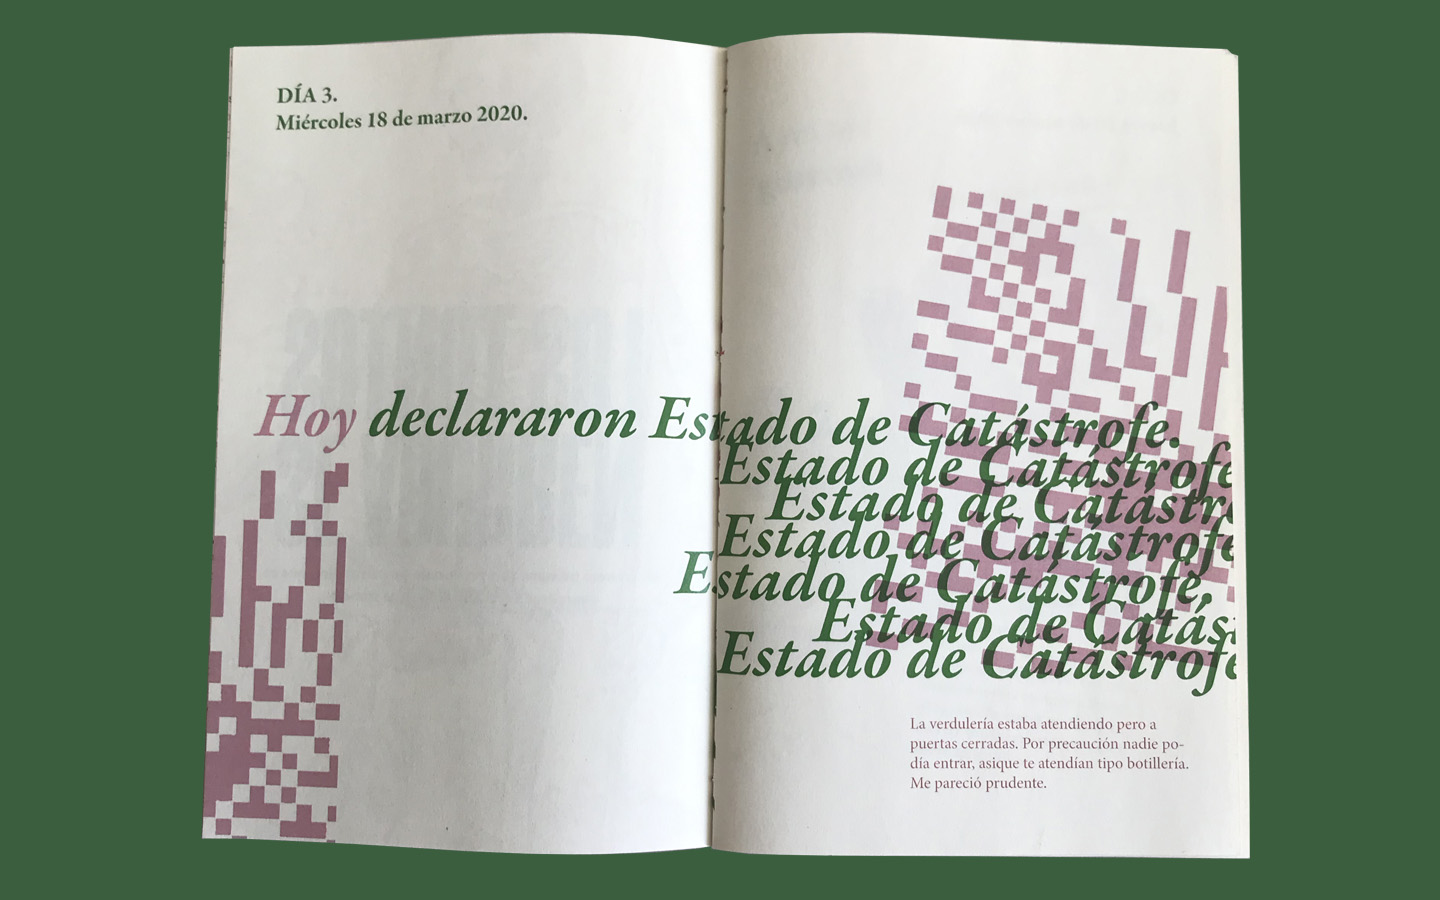 DÍA 3.
Miércoles 18 de marzo 2020.
Hoy declararon Estado de Catástrofe.
Estado de Catástrofe
Estado de Catástro
Estado de Catástrofe
Estado de Catástrofe,
Estado de Catás
Estado de Catástrofe
La verdulería estaba atendiendo pero a
puertas cerradas. Por precaución nadie po-
día entrar, asique te atendían tipo botillería.
Me pareció prudente.